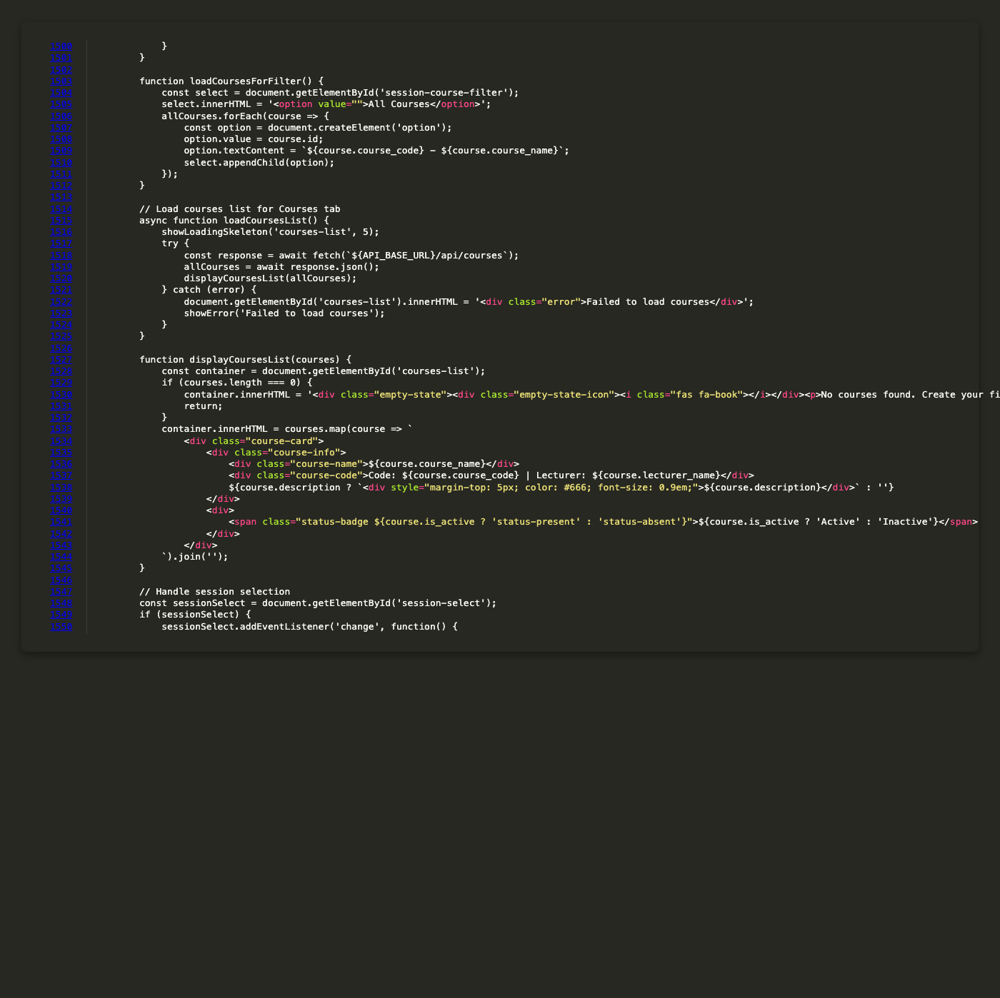 1500                }
1501            }
1502
1503            function loadCoursesForFilter() {
1504                const select = document.getElementById('session-course-filter');
1505                select.innerHTML = '<option value="">All Courses</option>';
1506                allCourses.forEach(course => {
1507                    const option = document.createElement('option');
1508                    option.value = course.id;
1509                    option.textContent = `${course.course_code} - ${course.course_name}`;
1510                    select.appendChild(option);
1511                });
1512            }
1513
1514            // Load courses list for Courses tab
1515            async function loadCoursesList() {
1516                showLoadingSkeleton('courses-list', 5);
1517                try {
1518                    const response = await fetch(`${API_BASE_URL}/api/courses`);
1519                    allCourses = await response.json();
1520                    displayCoursesList(allCourses);
1521                } catch (error) {
1522                    document.getElementById('courses-list').innerHTML = '<div class="error">Failed to load courses</div>';
1523                    showError('Failed to load courses');
1524                }
1525            }
1526
1527            function displayCoursesList(courses) {
1528                const container = document.getElementById('courses-list');
1529                if (courses.length === 0) {
1530                    container.innerHTML = '<div class="empty-state"><div class="empty-state-icon"><i class="fas fa-book"></i></div><p>No courses found. Create your fi
1531                    return;
1532                }
1533                container.innerHTML = courses.map(course => `
1534                    <div class="course-card">
1535                        <div class="course-info">
1536                            <div class="course-name">${course.course_name}</div>
1537                            <div class="course-code">Code: ${course.course_code} | Lecturer: ${course.lecturer_name}</div>
1538                            ${course.description ? `<div style="margin-top: 5px; color: #666; font-size: 0.9em;">${course.description}</div>` : ''}
1539                        </div>
1540                        <div>
1541                            <span class="status-badge ${course.is_active ? 'status-present' : 'status-absent'}">${course.is_active ? 'Active' : 'Inactive'}</span>
1542                        </div>
1543                    </div>
1544                `).join('');
1545            }
1546
1547            // Handle session selection
1548            const sessionSelect = document.getElementById('session-select');
1549            if (sessionSelect) {
1550                sessionSelect.addEventListener('change', function() {